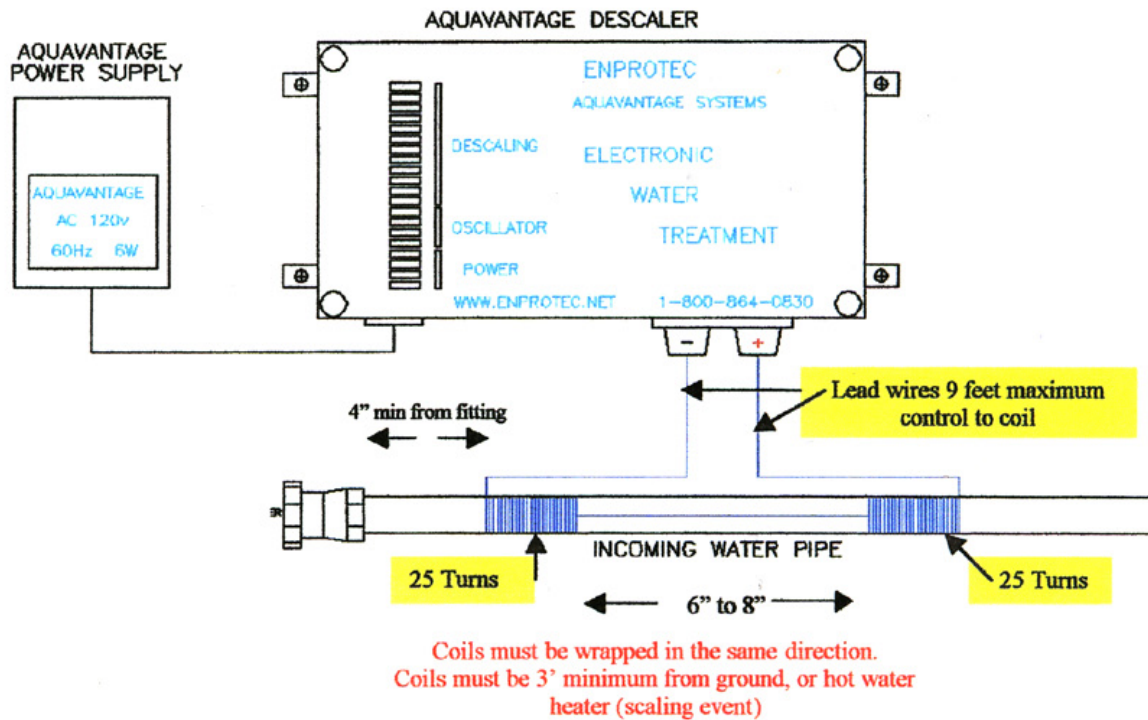 AQUAVANTAGE DESCALER
AQUAVANTAGE
POWER SUPPLY
AQUAVANTAGE
AC 120v
60Hz 6W
ENPROTEC
AQUAVANTAGE SYSTEMS
DESCALING
ELECTRONIC
WATER
OSCILLATOR
TREATMENT
POWER
WWW.ENPROTEC.NET 1-800-864-0830
- +
Lead wires 9 feet maximum
control to coil
4" min from fitting
INCOMING WATER PIPE
25 Turns
25 Turns
6" to 8"
Coils must be wrapped in the same direction.
Coils must be 3' minimum from ground, or hot water
heater (scaling event)